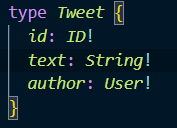 type Tweet {
  id: ID!
  text: String!
  author: User!
}